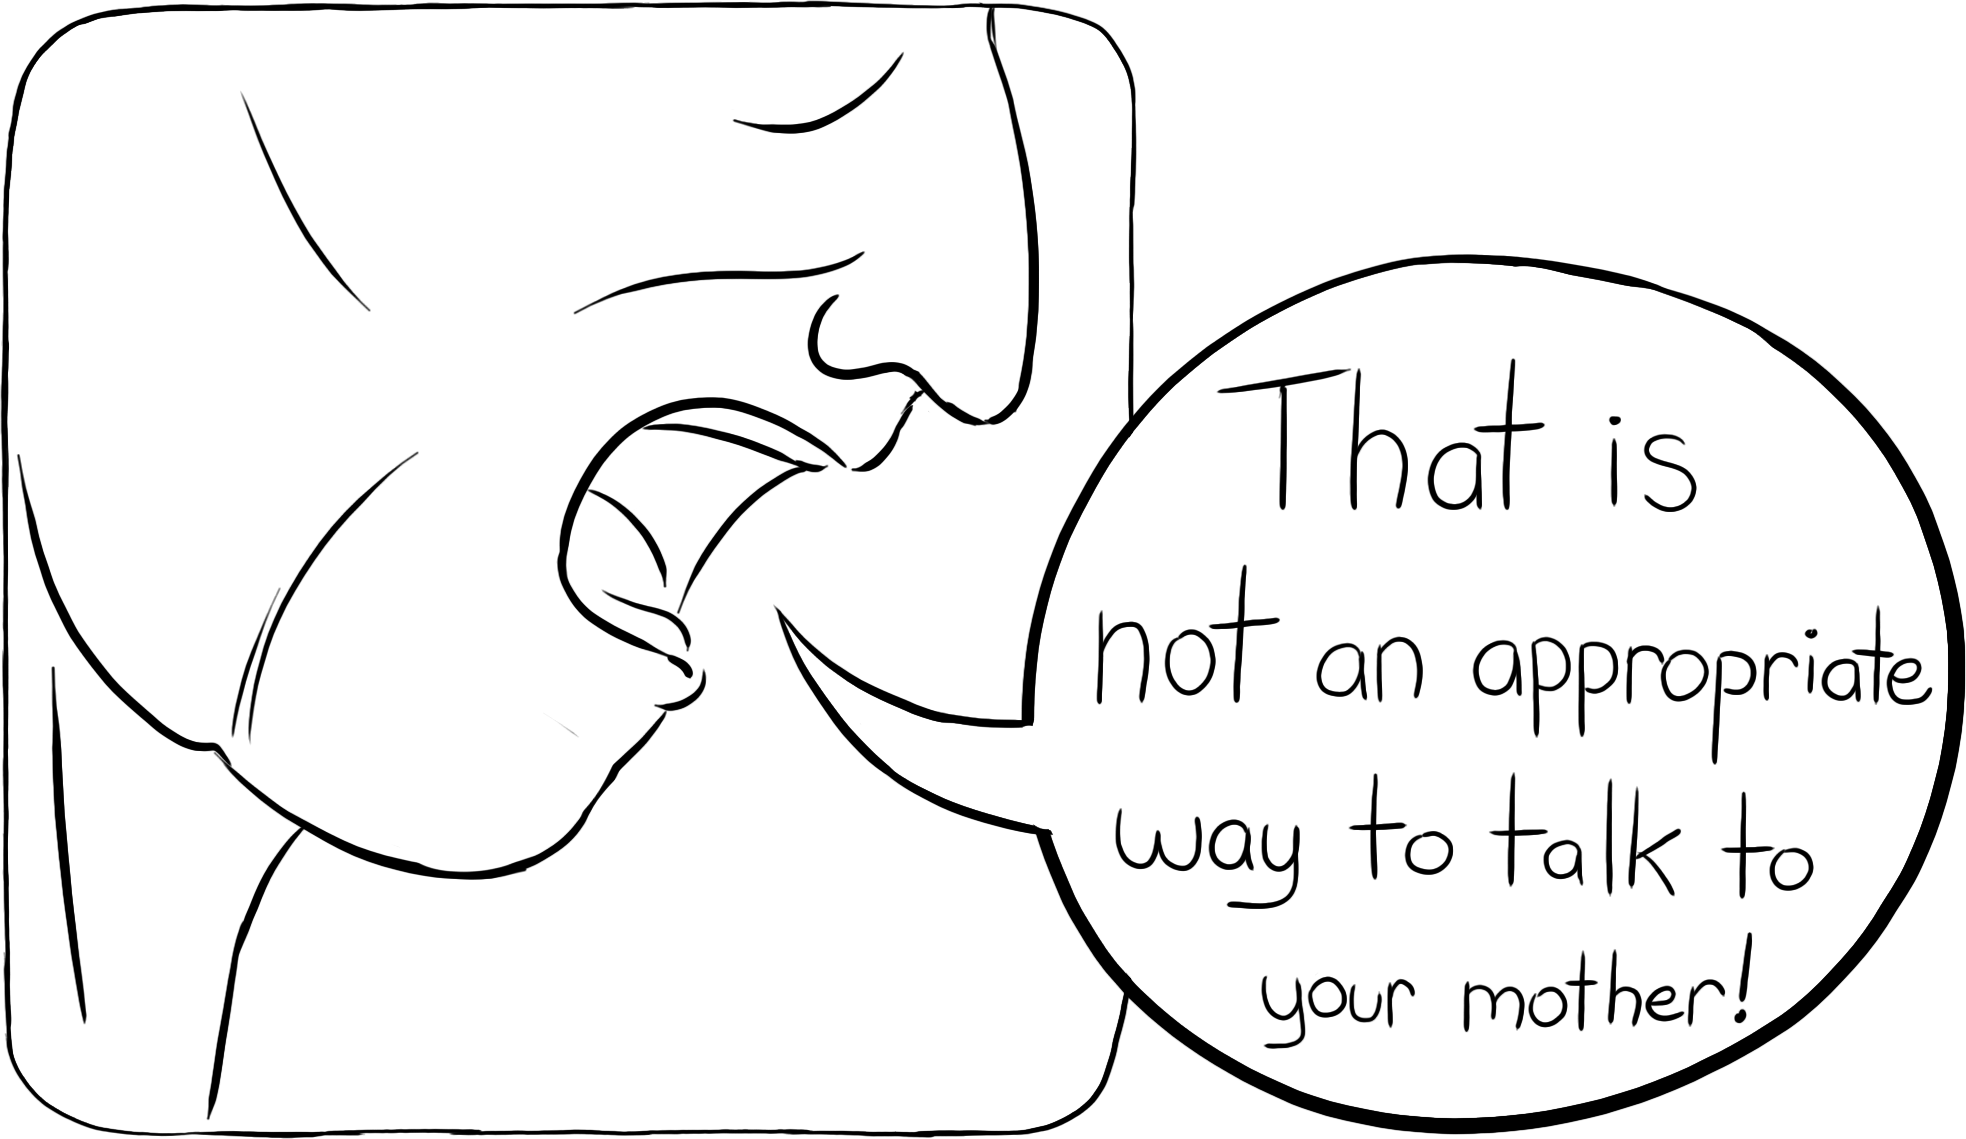 That is
not an appropriate
way to talk to
your mother!